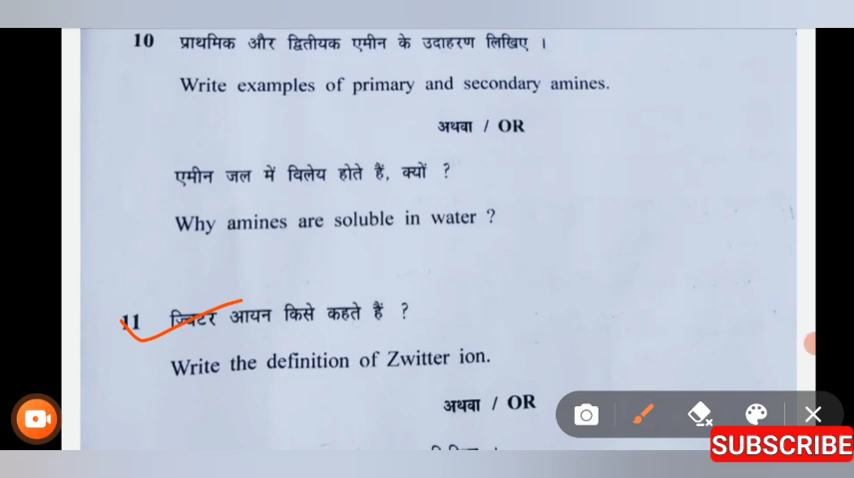 10 प्राथमिक और द्वितीयक एमीन के उदाहरण लिखिए ।
Write examples of primary and secondary amines.
अथवा / OR
एमीन जल में विलेय होते हैं, क्यों ?
Why amines are soluble in water ?
11 ज्विटर आयन किसे कहते हैं ?
Write the definition of Zwitter ion.
अथवा / OR
SUBSCRIBE